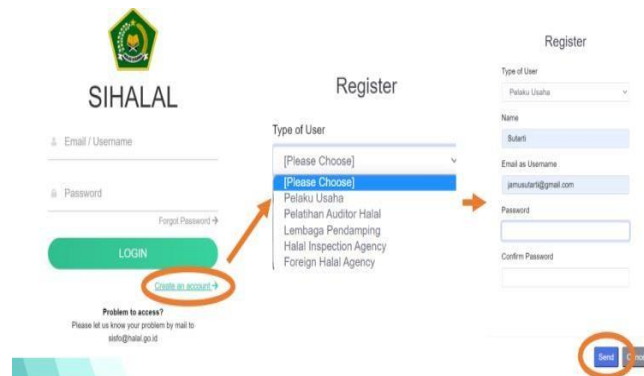 SIHALAL
Email / Username
Password
Forgot Password →
LOGIN
Create an account →
Problem to access?
Please let us know your problem by mail to
sisfo@halal.go.id
Register
Type of User
[Please Choose]
[Please Choose]
Pelaku Usaha
Pelatihan Auditor Halal
Lembaga Pendamping
Halal Inspection Agency
Foreign Halal Agency
Register
Type of User
Pelaku Usaha
Name
Sutarti
Email as Username
jamusutarti@gmail.com
Password
Confirm Password
Send